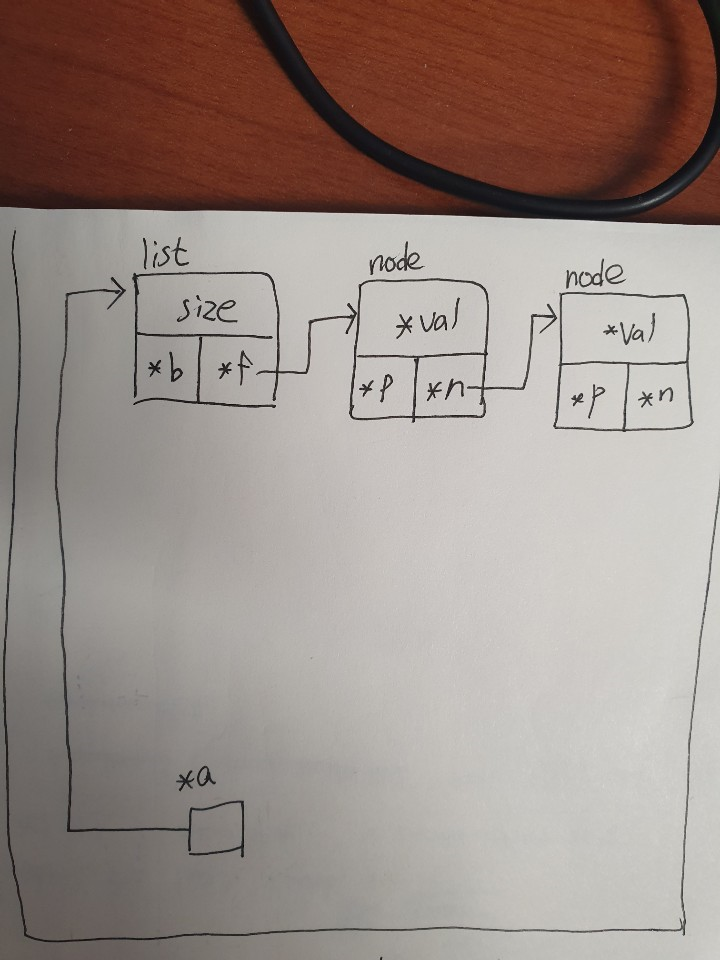 list
node
node
size
*val
*val
*b *f
*p *n
*p *n
*a